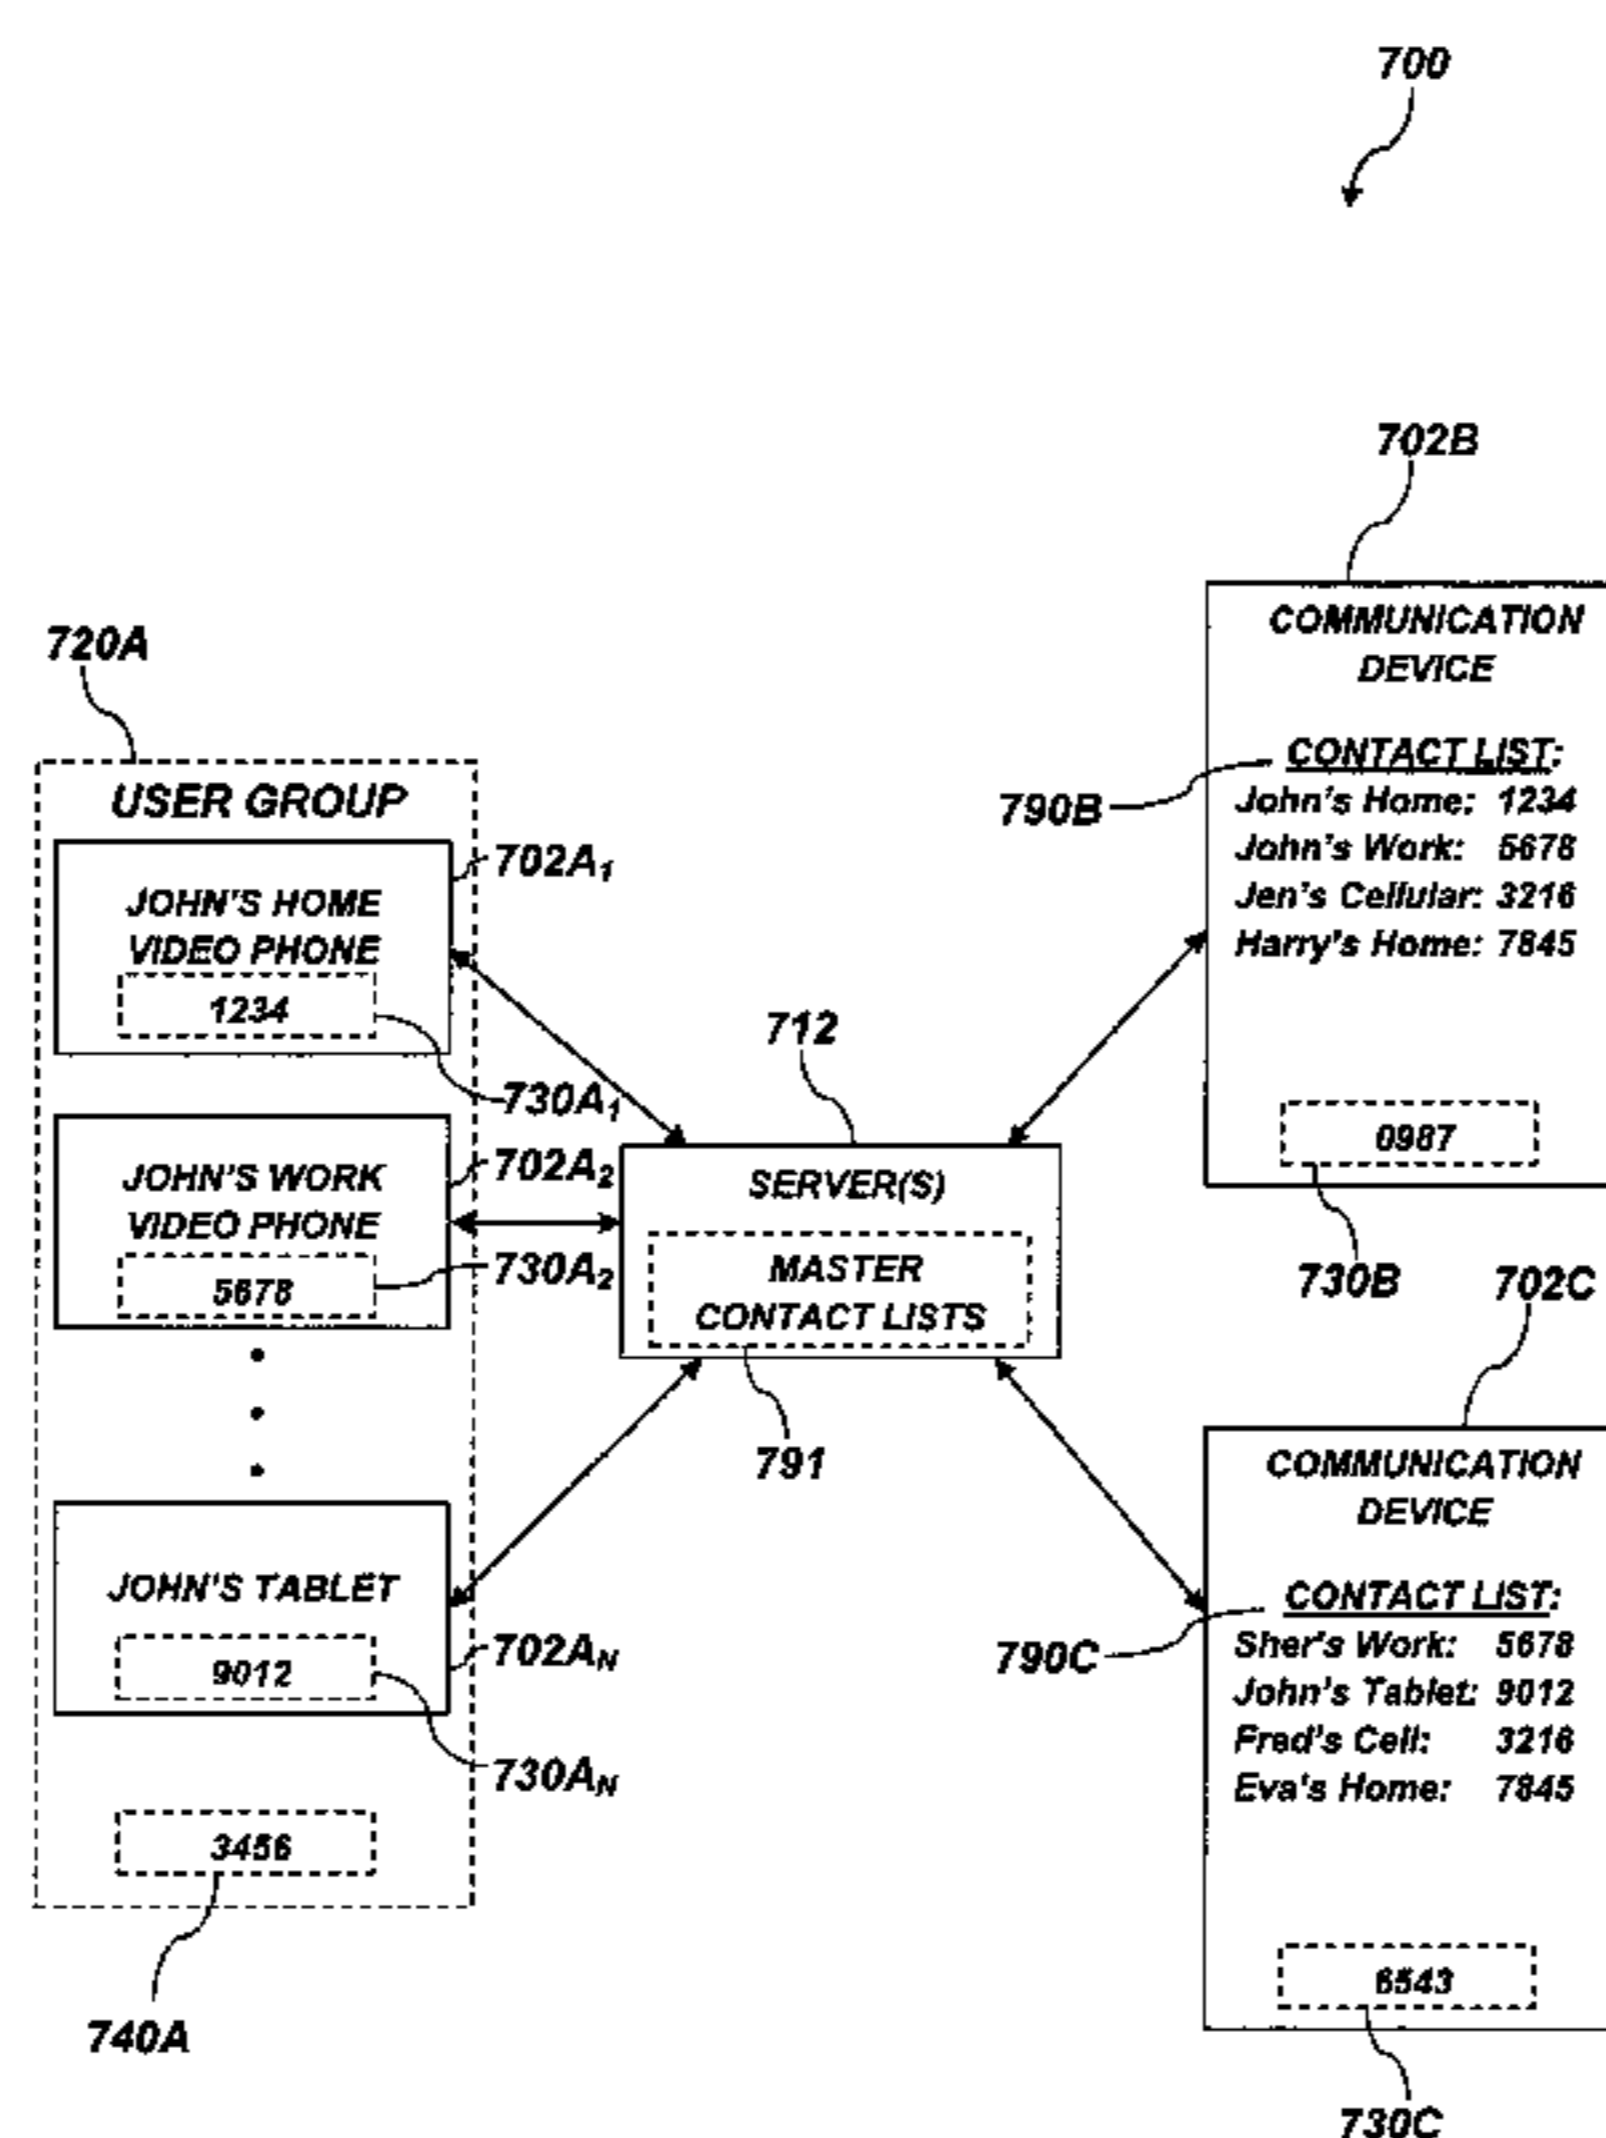 700
702B
COMMUNICATION
DEVICE
CONTACT LIST:
790B
John's Home: 1234
John's Work: 5678
Jen's Cellular: 3216
Harry's Home: 7845
0987
730B
720A
USER GROUP
702A1
JOHN'S HOME
VIDEO PHONE
1234
730A1
702A2
JOHN'S WORK
VIDEO PHONE
5678
730A2
712
SERVER(S)
MASTER
CONTACT LISTS
791
JOHN'S TABLET
9012
702AN
730AN
3456
740A
702C
COMMUNICATION
DEVICE
CONTACT LIST:
790C
Sher's Work: 5678
John's Tablet: 9012
Fred's Cell: 3216
Eva's Home: 7845
6543
730C